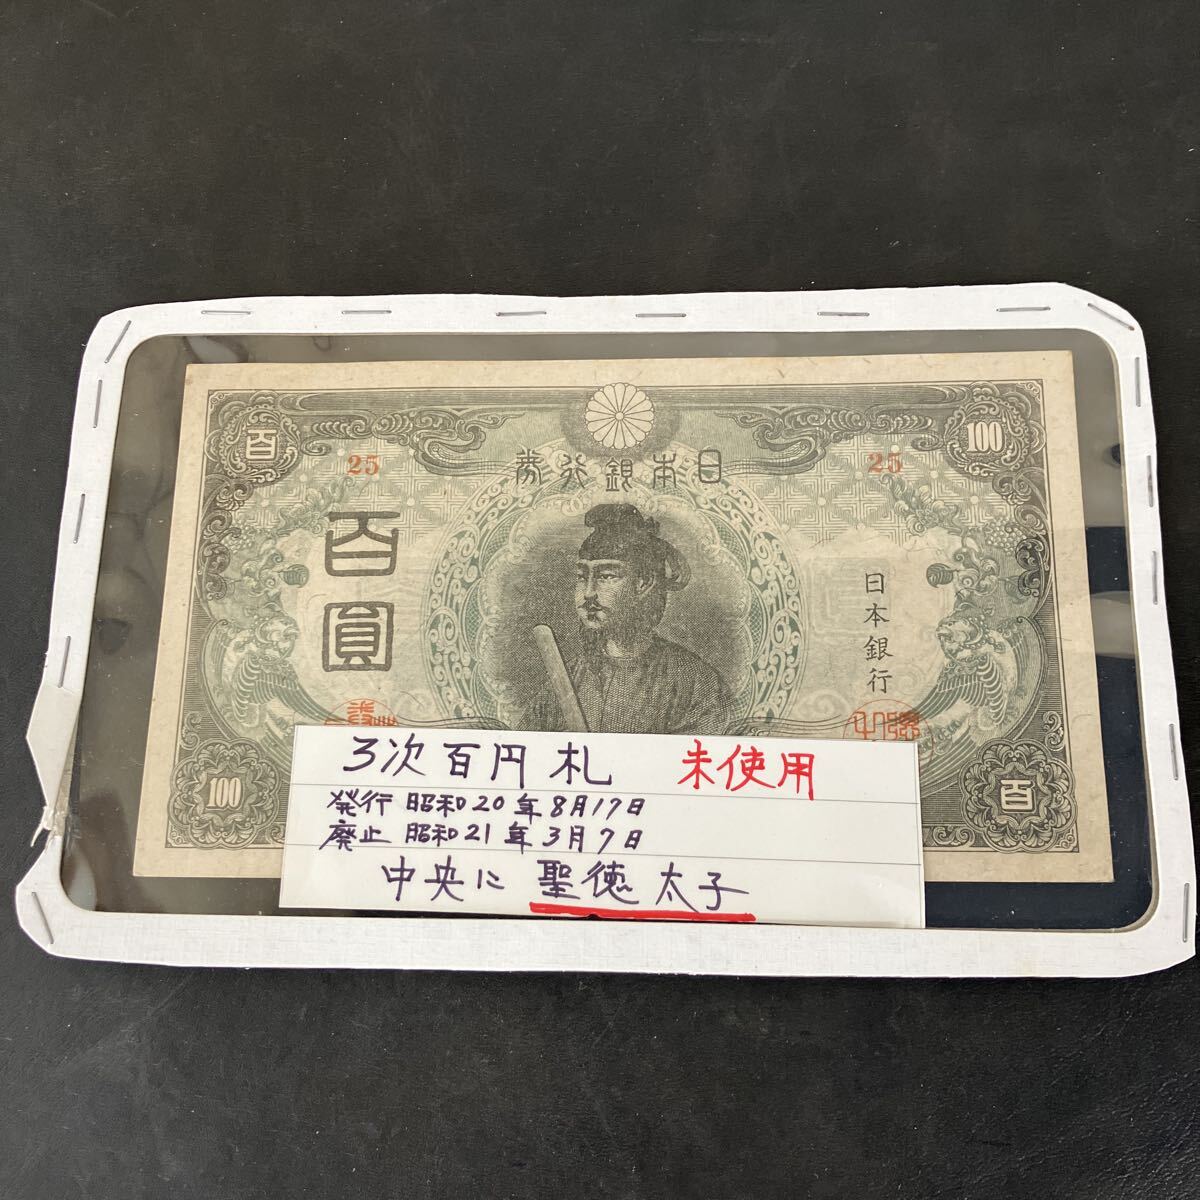 百
100
25
25
券行銀本日
百圓
日本銀行
100
百
3次百円札 未使用
発行 昭和20年8月17日
廃止 昭和21年3月7日
中央に 聖徳太子